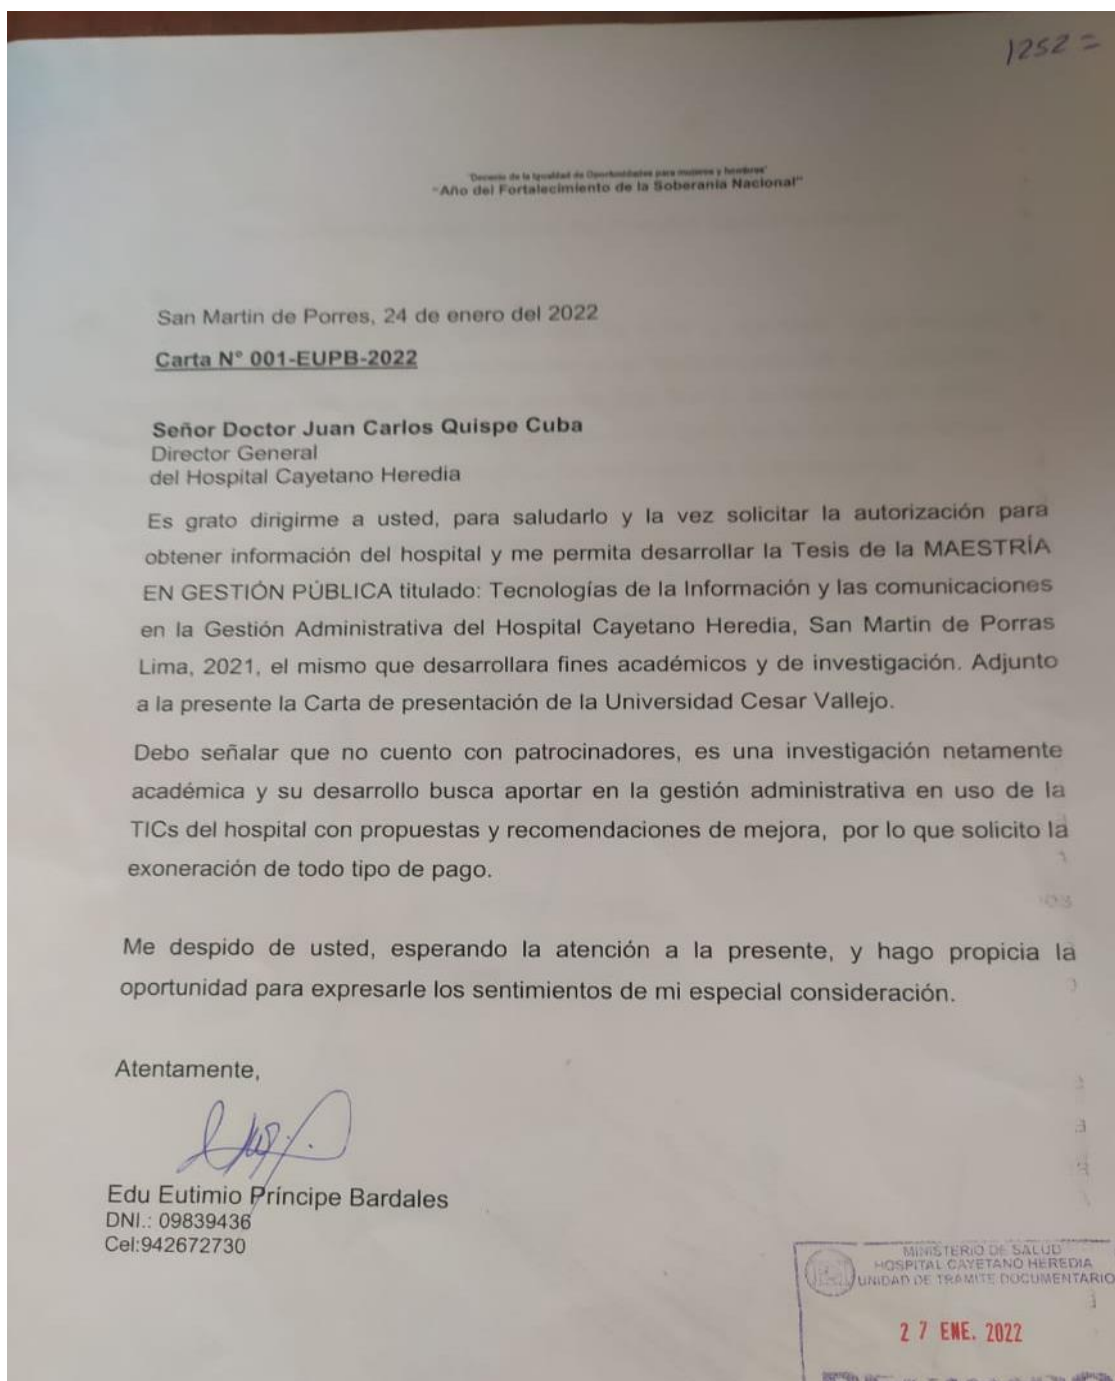 1252 =
"Decenio de la Igualdad de Oportunidades para mujeres y hombres"
"Año del Fortalecimiento de la Soberanía Nacional"
San Martin de Porres, 24 de enero del 2022
Carta N° 001-EUPB-2022
Señor Doctor Juan Carlos Quispe Cuba
Director General
del Hospital Cayetano Heredia
Es grato dirigirme a usted, para saludarlo y la vez solicitar la autorización para
obtener información del hospital y me permita desarrollar la Tesis de la MAESTRÍA
EN GESTIÓN PÚBLICA titulado: Tecnologías de la Información y las comunicaciones
en la Gestión Administrativa del Hospital Cayetano Heredia, San Martin de Porras
Lima, 2021, el mismo que desarrollara fines académicos y de investigación. Adjunto
a la presente la Carta de presentación de la Universidad Cesar Vallejo.
Debo señalar que no cuento con patrocinadores, es una investigación netamente
académica y su desarrollo busca aportar en la gestión administrativa en uso de la
TICs del hospital con propuestas y recomendaciones de mejora, por lo que solicito la
exoneración de todo tipo de pago.
Me despido de usted, esperando la atención a la presente, y hago propicia la
oportunidad para expresarle los sentimientos de mi especial consideración.
Atentamente,
Edu Eutimio Príncipe Bardales
DNI.: 09839436
Cel:942672730
MINISTERIO DE SALUD
HOSPITAL CAYETANO HEREDIA
UNIDAD DE TRAMITE DOCUMENTARIO
27 ENE. 2022